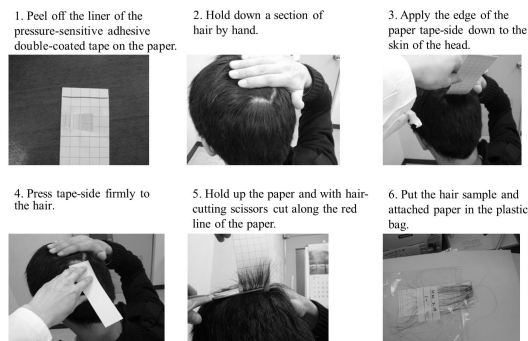 1. Peel off the liner of the
pressure-sensitive adhesive
double-coated tape on the paper.
2. Hold down a section of
hair by hand.
3. Apply the edge of the
paper tape-side down to the
skin of the head.
4. Press tape-side firmly to
the hair.
5. Hold up the paper and with hair-
cutting scissors cut along the red
line of the paper.
6. Put the hair sample and
attached paper in the plastic
bag.